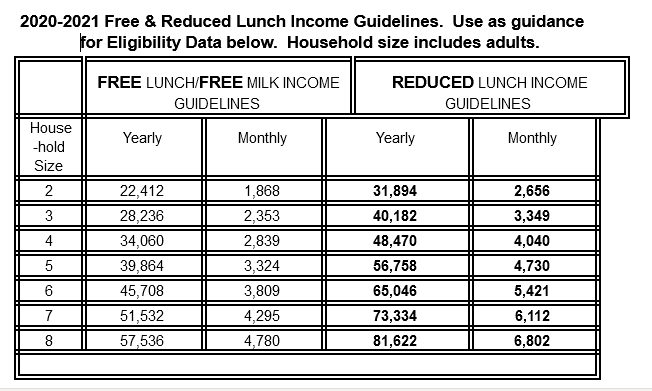 2020-2021 Free & Reduced Lunch Income Guidelines.  Use as guidance
for Eligibility Data below.  Household size includes adults.
FREE LUNCH/FREE MILK INCOME GUIDELINES REDUCED LUNCH INCOME GUIDELINES
House-hold Size Yearly Monthly Yearly Monthly
2 22,412 1,868 31,894 2,656
3 28,236 2,353 40,182 3,349
4 34,060 2,839 48,470 4,040
5 39,864 3,324 56,758 4,730
6 45,708 3,809 65,046 5,421
7 51,532 4,295 73,334 6,112
8 57,536 4,780 81,622 6,802